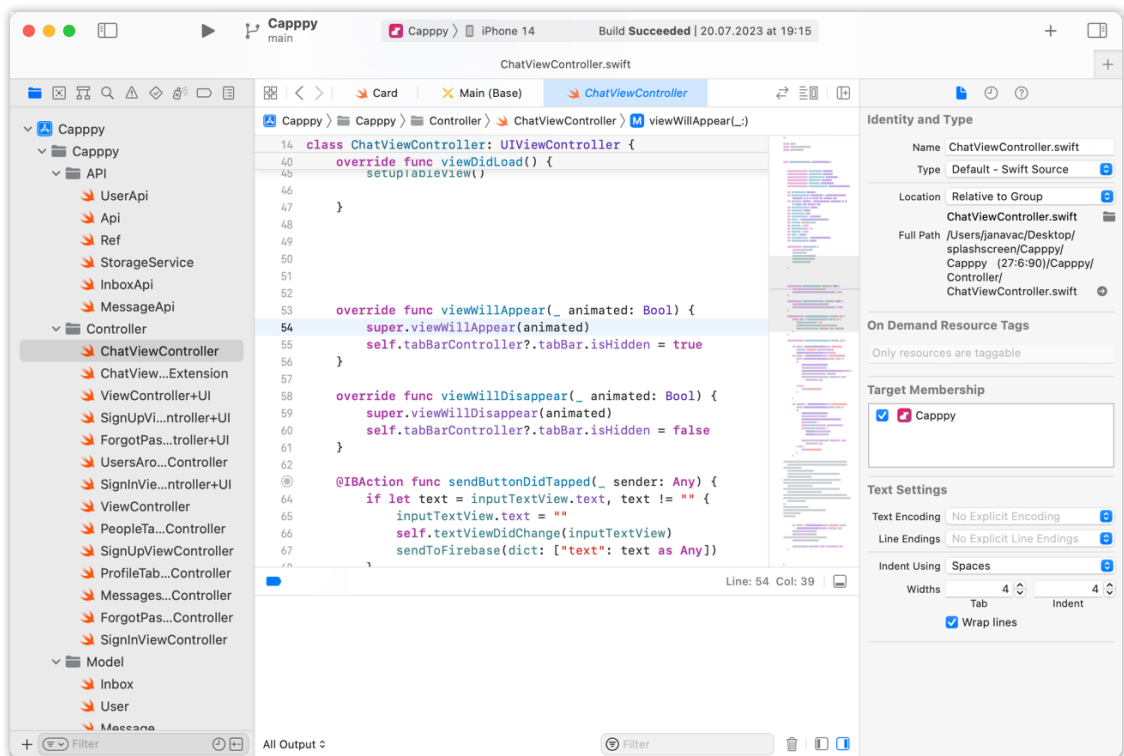 Capppy
main
Capppy 〉 iPhone 14
Build Succeeded | 20.07.2023 at 19:15
ChatViewController.swift
Card
Main (Base)
ChatViewController
Capppy 〉 Capppy 〉 Controller 〉 ChatViewController 〉 M viewWillAppear(_:)
Capppy
Capppy
API
UserApi
Api
Ref
StorageService
InboxApi
MessageApi
Controller
ChatViewController
ChatView...Extension
ViewController+UI
SignUpVi...ntroller+UI
ForgotPas...troller+UI
UsersAro...Controller
SignInVie...ntroller+UI
ViewController
PeopleTa...Controller
SignUpViewController
ProfileTab...Controller
Messages...Controller
ForgotPas...Controller
SignInViewController
Model
Inbox
User
Message
Filter
14 class ChatViewController: UIViewController {
40 override func viewDidLoad() {
45 setupTableView()
46
47 }
48
49
50
51
52
53 override func viewWillAppear(_ animated: Bool) {
54 super.viewWillAppear(animated)
55 self.tabBarController?.tabBar.isHidden = true
56 }
57
58 override func viewWillDisappear(_ animated: Bool) {
59 super.viewWillDisappear(animated)
60 self.tabBarController?.tabBar.isHidden = false
61 }
62
@IBAction func sendButtonDidTapped(_ sender: Any) {
64 if let text = inputTextView.text, text != "" {
65 inputTextView.text = ""
66 self.textViewDidChange(inputTextView)
67 sendToFirebase(dict: ["text": text as Any])
68 }
Line: 54 Col: 39
All Output
Filter
Identity and Type
Name ChatViewController.swift
Type Default - Swift Source
Location Relative to Group
ChatViewController.swift
Full Path /Users/janavac/Desktop/
splashscreen/Capppy/
Capppy (27:6:90)/Capppy/
Controller/
ChatViewController.swift
On Demand Resource Tags
Only resources are taggable
Target Membership
Capppy
Text Settings
Text Encoding No Explicit Encoding
Line Endings No Explicit Line Endings
Indent Using Spaces
Widths 4 4
Tab Indent
Wrap lines